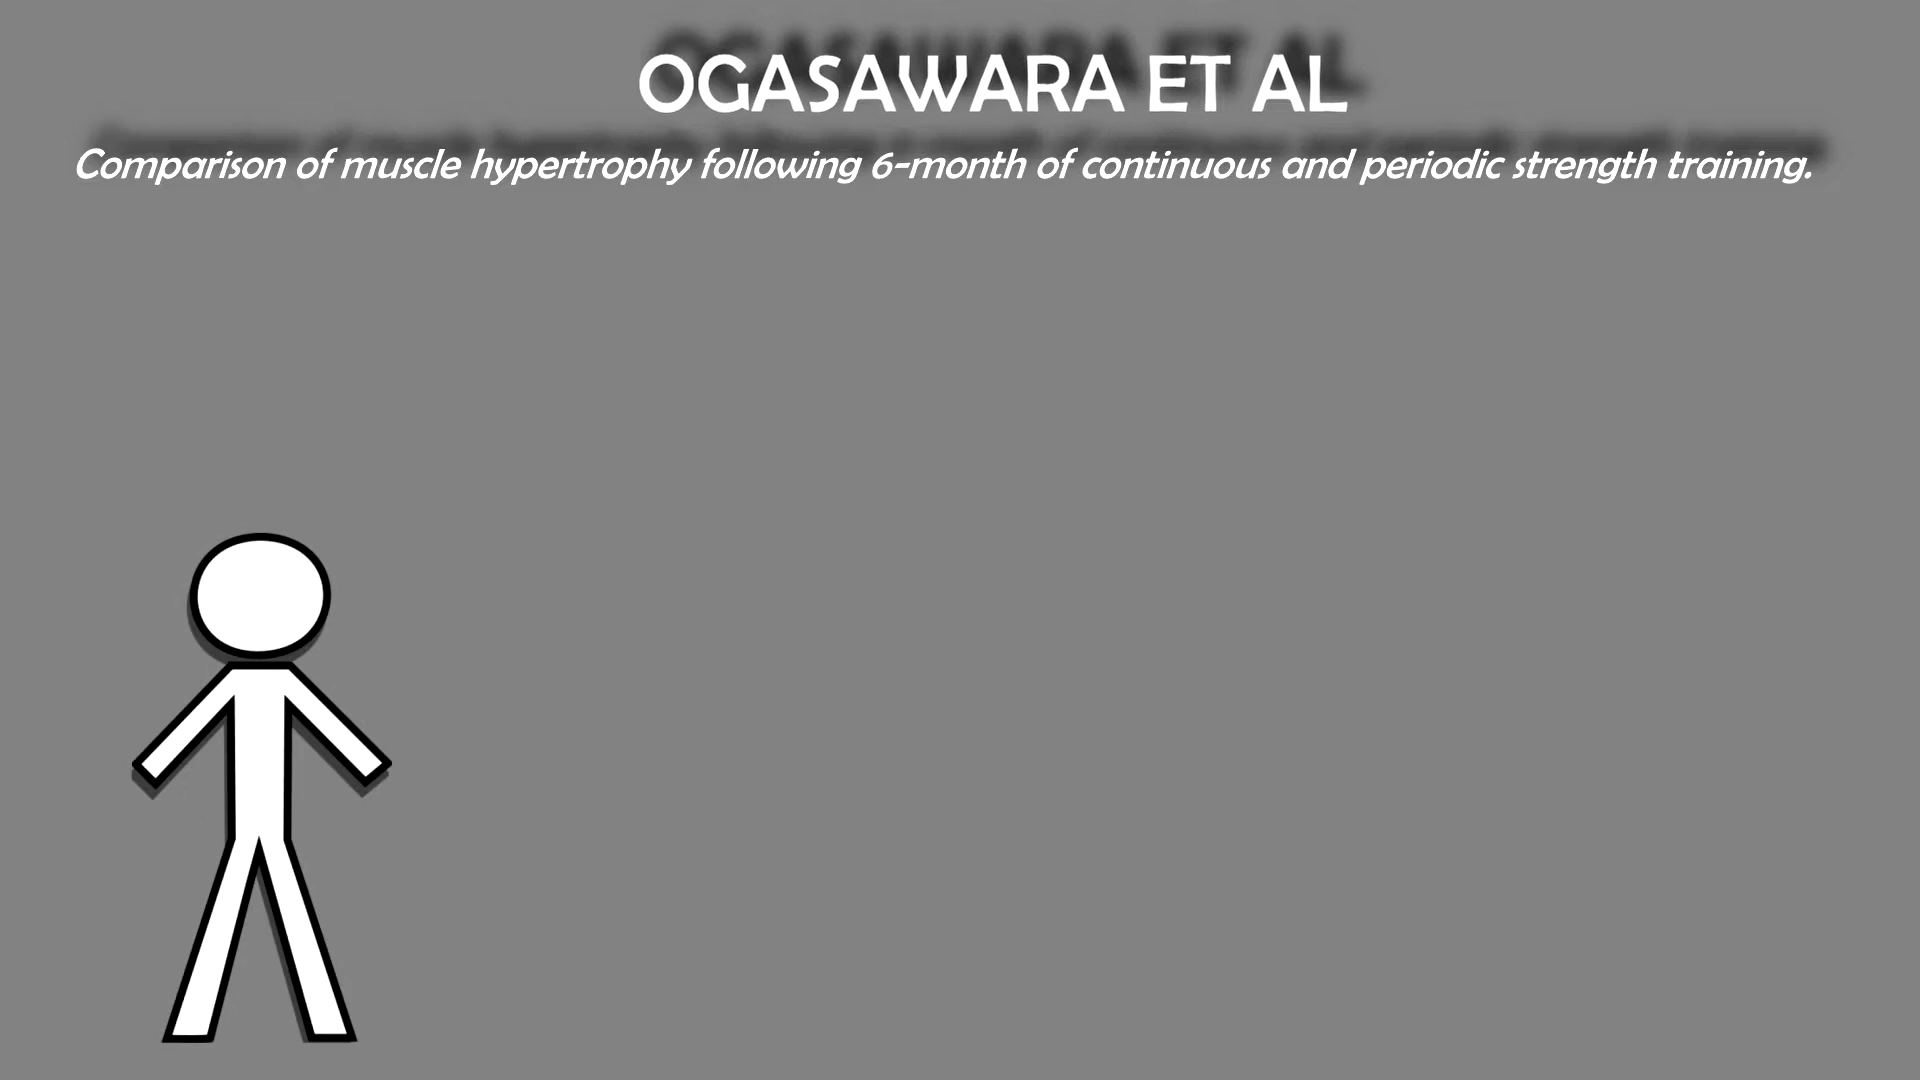 OGASAWARA ET AL
Comparison of muscle hypertrophy following 6-month of continuous and periodic strength training.